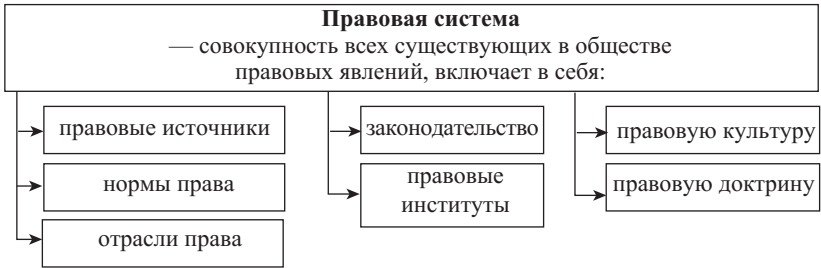 Правовая система
— совокупность всех существующих в обществе
правовых явлений, включает в себя:
правовые источники
нормы права
отрасли права
законодательство
правовые
институты
правовую культуру
правовую доктрину